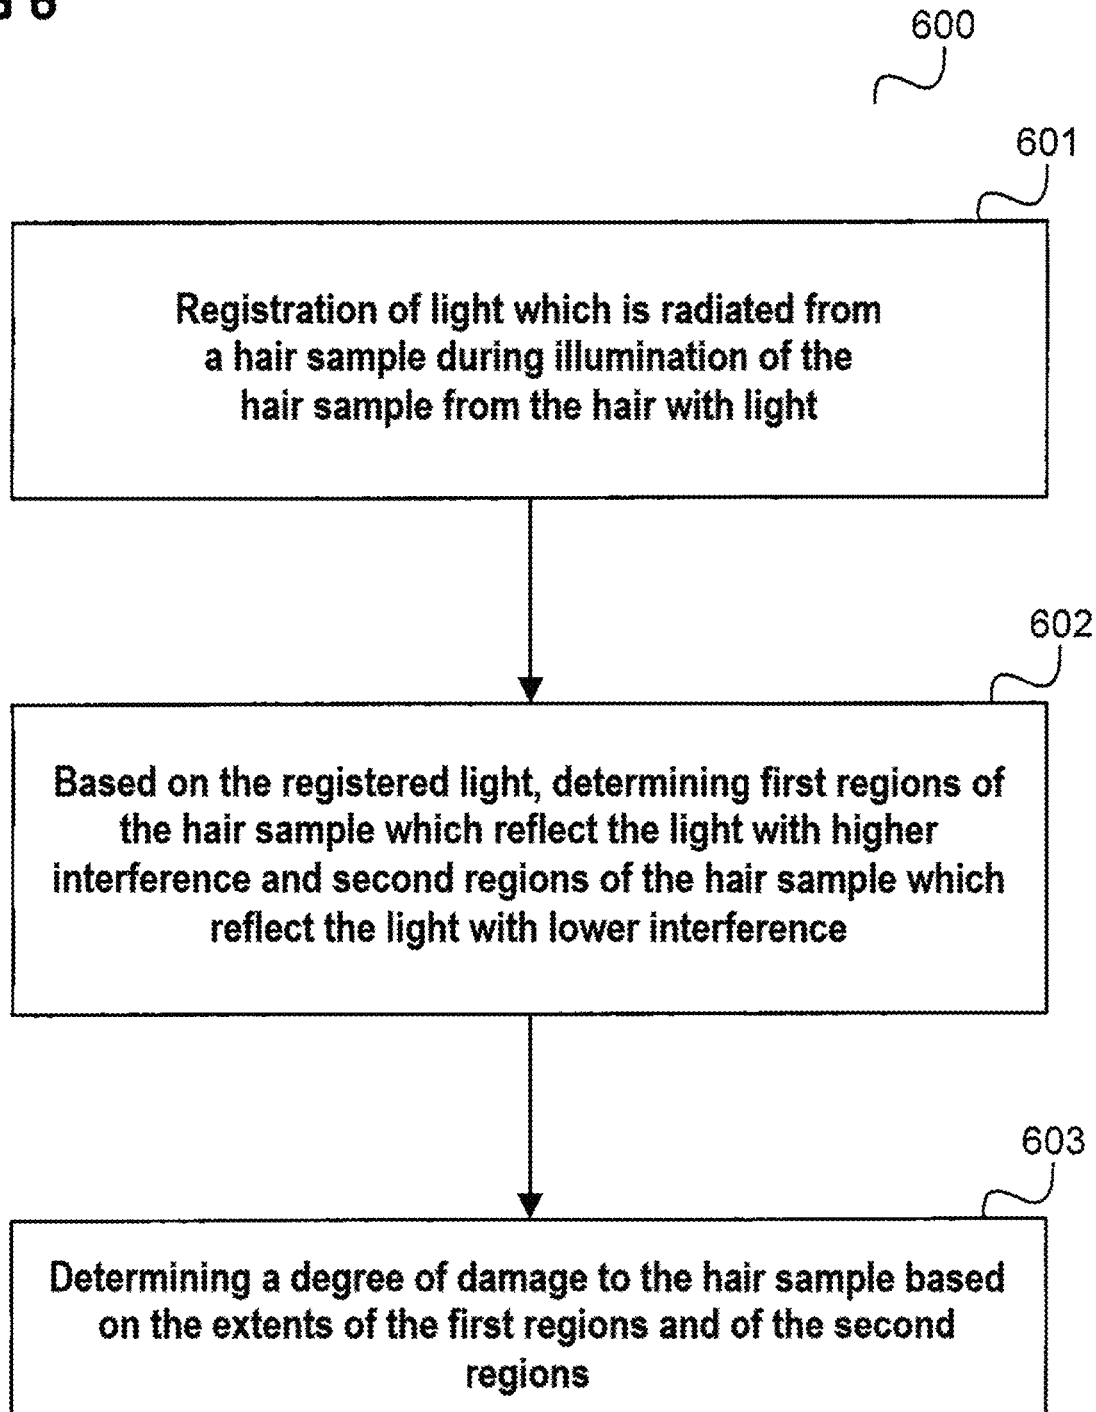 6
600
601
Registration of light which is radiated from
a hair sample during illumination of the
hair sample from the hair with light
602
Based on the registered light, determining first regions of
the hair sample which reflect the light with higher
interference and second regions of the hair sample which
reflect the light with lower interference
603
Determining a degree of damage to the hair sample based
on the extents of the first regions and of the second
regions